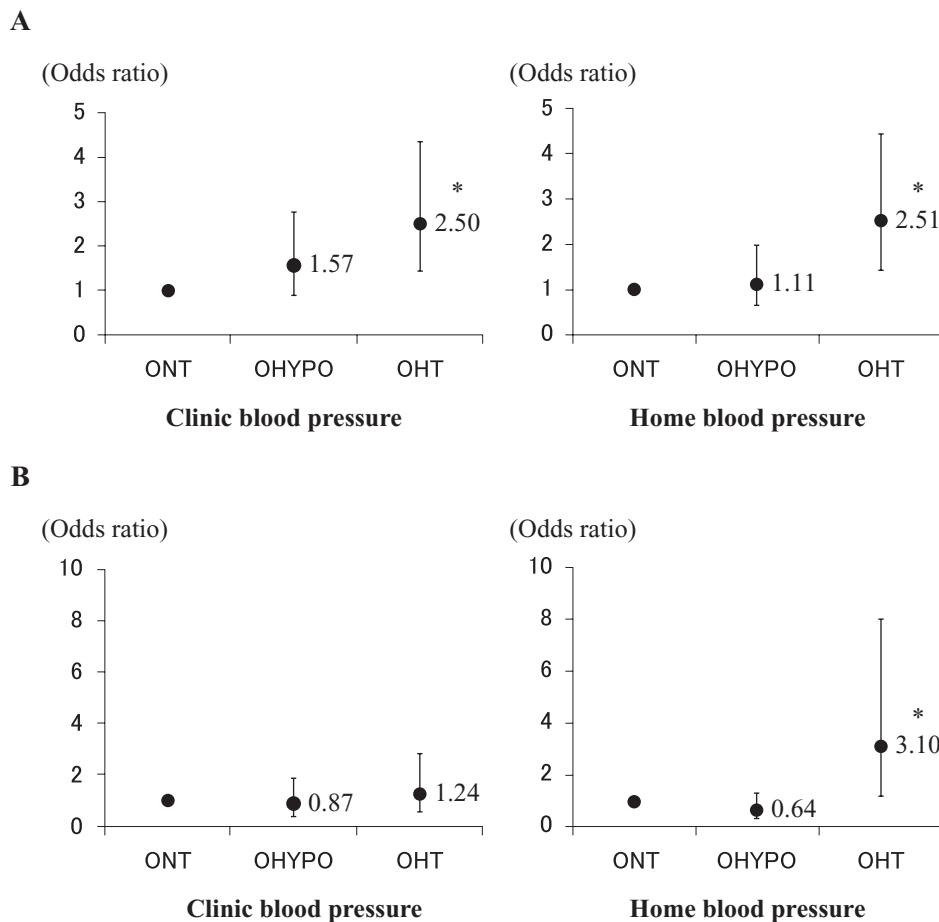 A
(Odds ratio)
5
4
3
2
1
0
*
2.50
1.57
ONT OHYPO OHT
Clinic blood pressure
(Odds ratio)
5
4
3
2
1
0
*
2.51
1.11
ONT OHYPO OHT
Home blood pressure
B
(Odds ratio)
10
8
6
4
2
0
0.87
1.24
ONT OHYPO OHT
Clinic blood pressure
(Odds ratio)
10
8
6
4
2
0
*
3.10
0.64
ONT OHYPO OHT
Home blood pressure